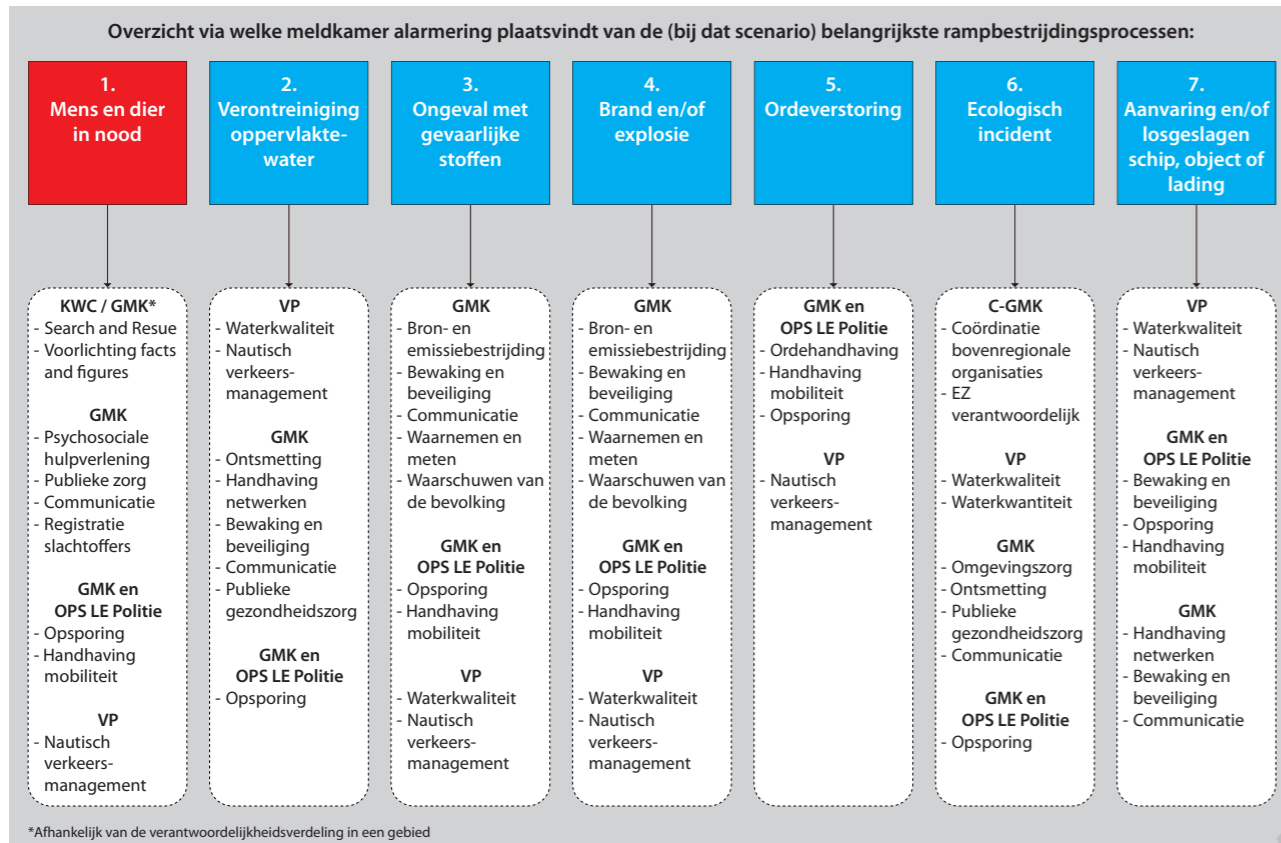 Overzicht via welke meldkamer alarmering plaatsvindt van de (bij dat scenario) belangrijkste rampbestrijdingsprocessen:
1.
Mens en dier
in nood
KWC / GMK*
- Search and Resue
- Voorlichting facts
and figures
GMK
- Psychosociale
hulpverlening
- Publieke zorg
- Communicatie
- Registratie
slachtoffers
GMK en
OPS LE Politie
- Opsporing
- Handhaving
mobiliteit
VP
- Nautisch
verkeers-
management
2.
Verontreiniging
oppervlakte-
water
VP
- Waterkwaliteit
- Nautisch
verkeers-
management
GMK
- Ontsmetting
- Handhaving
netwerken
- Bewaking en
beveiliging
- Communicatie
- Publieke
gezondheidszorg
GMK en
OPS LE Politie
- Opsporing
3.
Ongeval met
gevaarlijke
stoffen
GMK
- Bron- en
emissiebestrijding
- Bewaking en
beveiliging
- Communicatie
- Waarnemen en
meten
- Waarschuwen van
de bevolking
GMK en
OPS LE Politie
- Opsporing
- Handhaving
mobiliteit
VP
- Waterkwaliteit
- Nautisch
verkeers-
management
4.
Brand en/of
explosie
GMK
- Bron- en
emissiebestrijding
- Bewaking en
beveiliging
- Communicatie
- Waarnemen en
meten
- Waarschuwen van
de bevolking
GMK en
OPS LE Politie
- Opsporing
- Handhaving
mobiliteit
VP
- Waterkwaliteit
- Nautisch
verkeers-
management
5.
Ordeverstoring
GMK en
OPS LE Politie
- Ordehandhaving
- Handhaving
mobiliteit
- Opsporing
VP
- Nautisch
verkeers-
management
6.
Ecologisch
incident
C-GMK
- Coördinatie
bovenregionale
organisaties
- EZ
verantwoordelijk
VP
- Waterkwaliteit
- Waterkwantiteit
GMK
- Omgevingszorg
- Ontsmetting
- Publieke
gezondheidszorg
- Communicatie
GMK en
OPS LE Politie
- Opsporing
7.
Aanvaring en/of
losgeslagen
schip, object of
lading
VP
- Waterkwaliteit
- Nautisch
verkeers-
management
GMK en
OPS LE Politie
- Bewaking en
beveiliging
- Opsporing
- Handhaving
mobiliteit
GMK
- Handhaving
netwerken
- Bewaking en
beveiliging
- Communicatie
*Afhankelijk van de verantwoordelijkheidsverdeling in een gebied